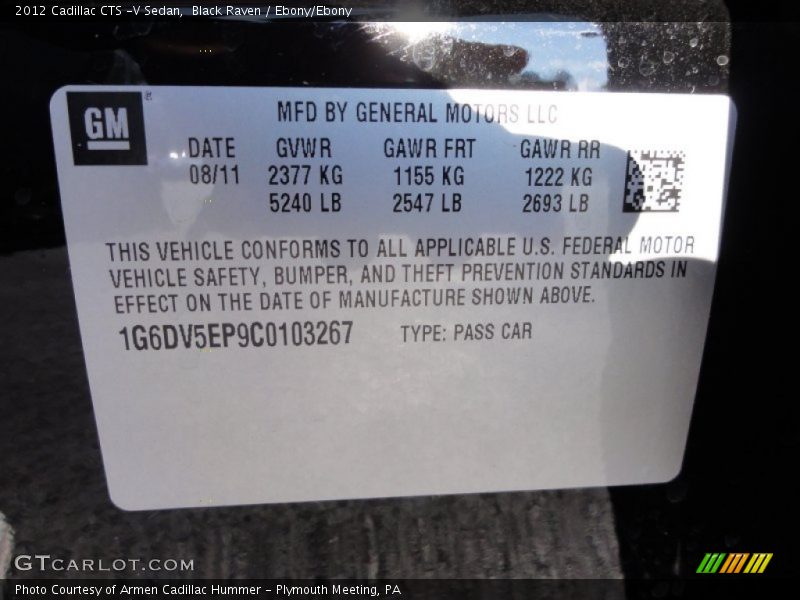 2012 Cadillac CTS -V Sedan, Black Raven / Ebony/Ebony
GM
MFD BY GENERAL MOTORS LLC
DATE GVWR GAWR FRT GAWR RR
08/11 2377 KG 1155 KG 1222 KG
5240 LB 2547 LB 2693 LB
THIS VEHICLE CONFORMS TO ALL APPLICABLE U.S. FEDERAL MOTOR
VEHICLE SAFETY, BUMPER, AND THEFT PREVENTION STANDARDS IN
EFFECT ON THE DATE OF MANUFACTURE SHOWN ABOVE.
1G6DV5EP9C0103267 TYPE: PASS CAR
GTCARLOT.COM
Photo Courtesy of Armen Cadillac Hummer - Plymouth Meeting, PA